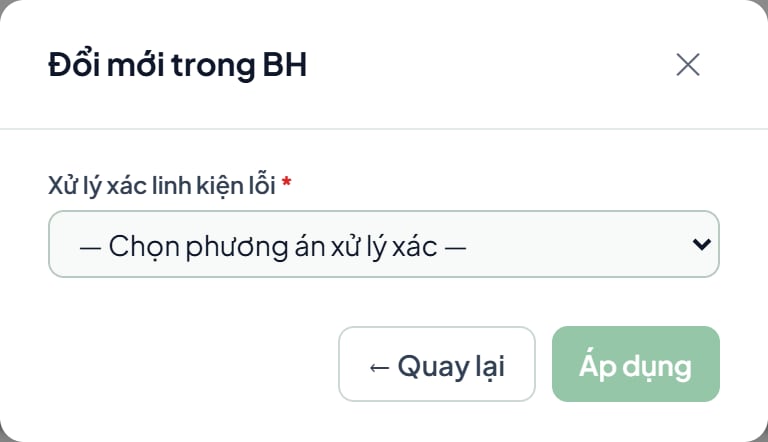 Đổi mới trong BH
Xử lý xác linh kiện lỗi *
— Chọn phương án xử lý xác —
← Quay lại
Áp dụng